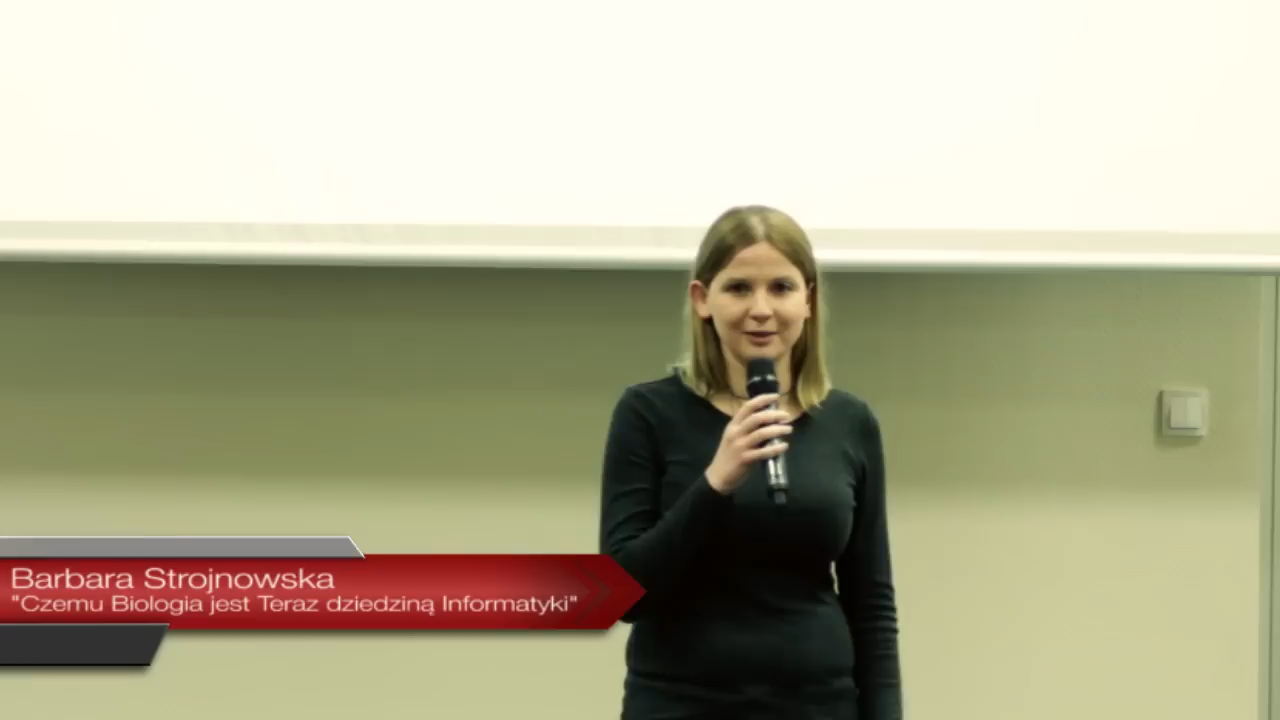 Barbara Strojnowska
"Czemu Biologia jest Teraz dziedziną Informatyki"